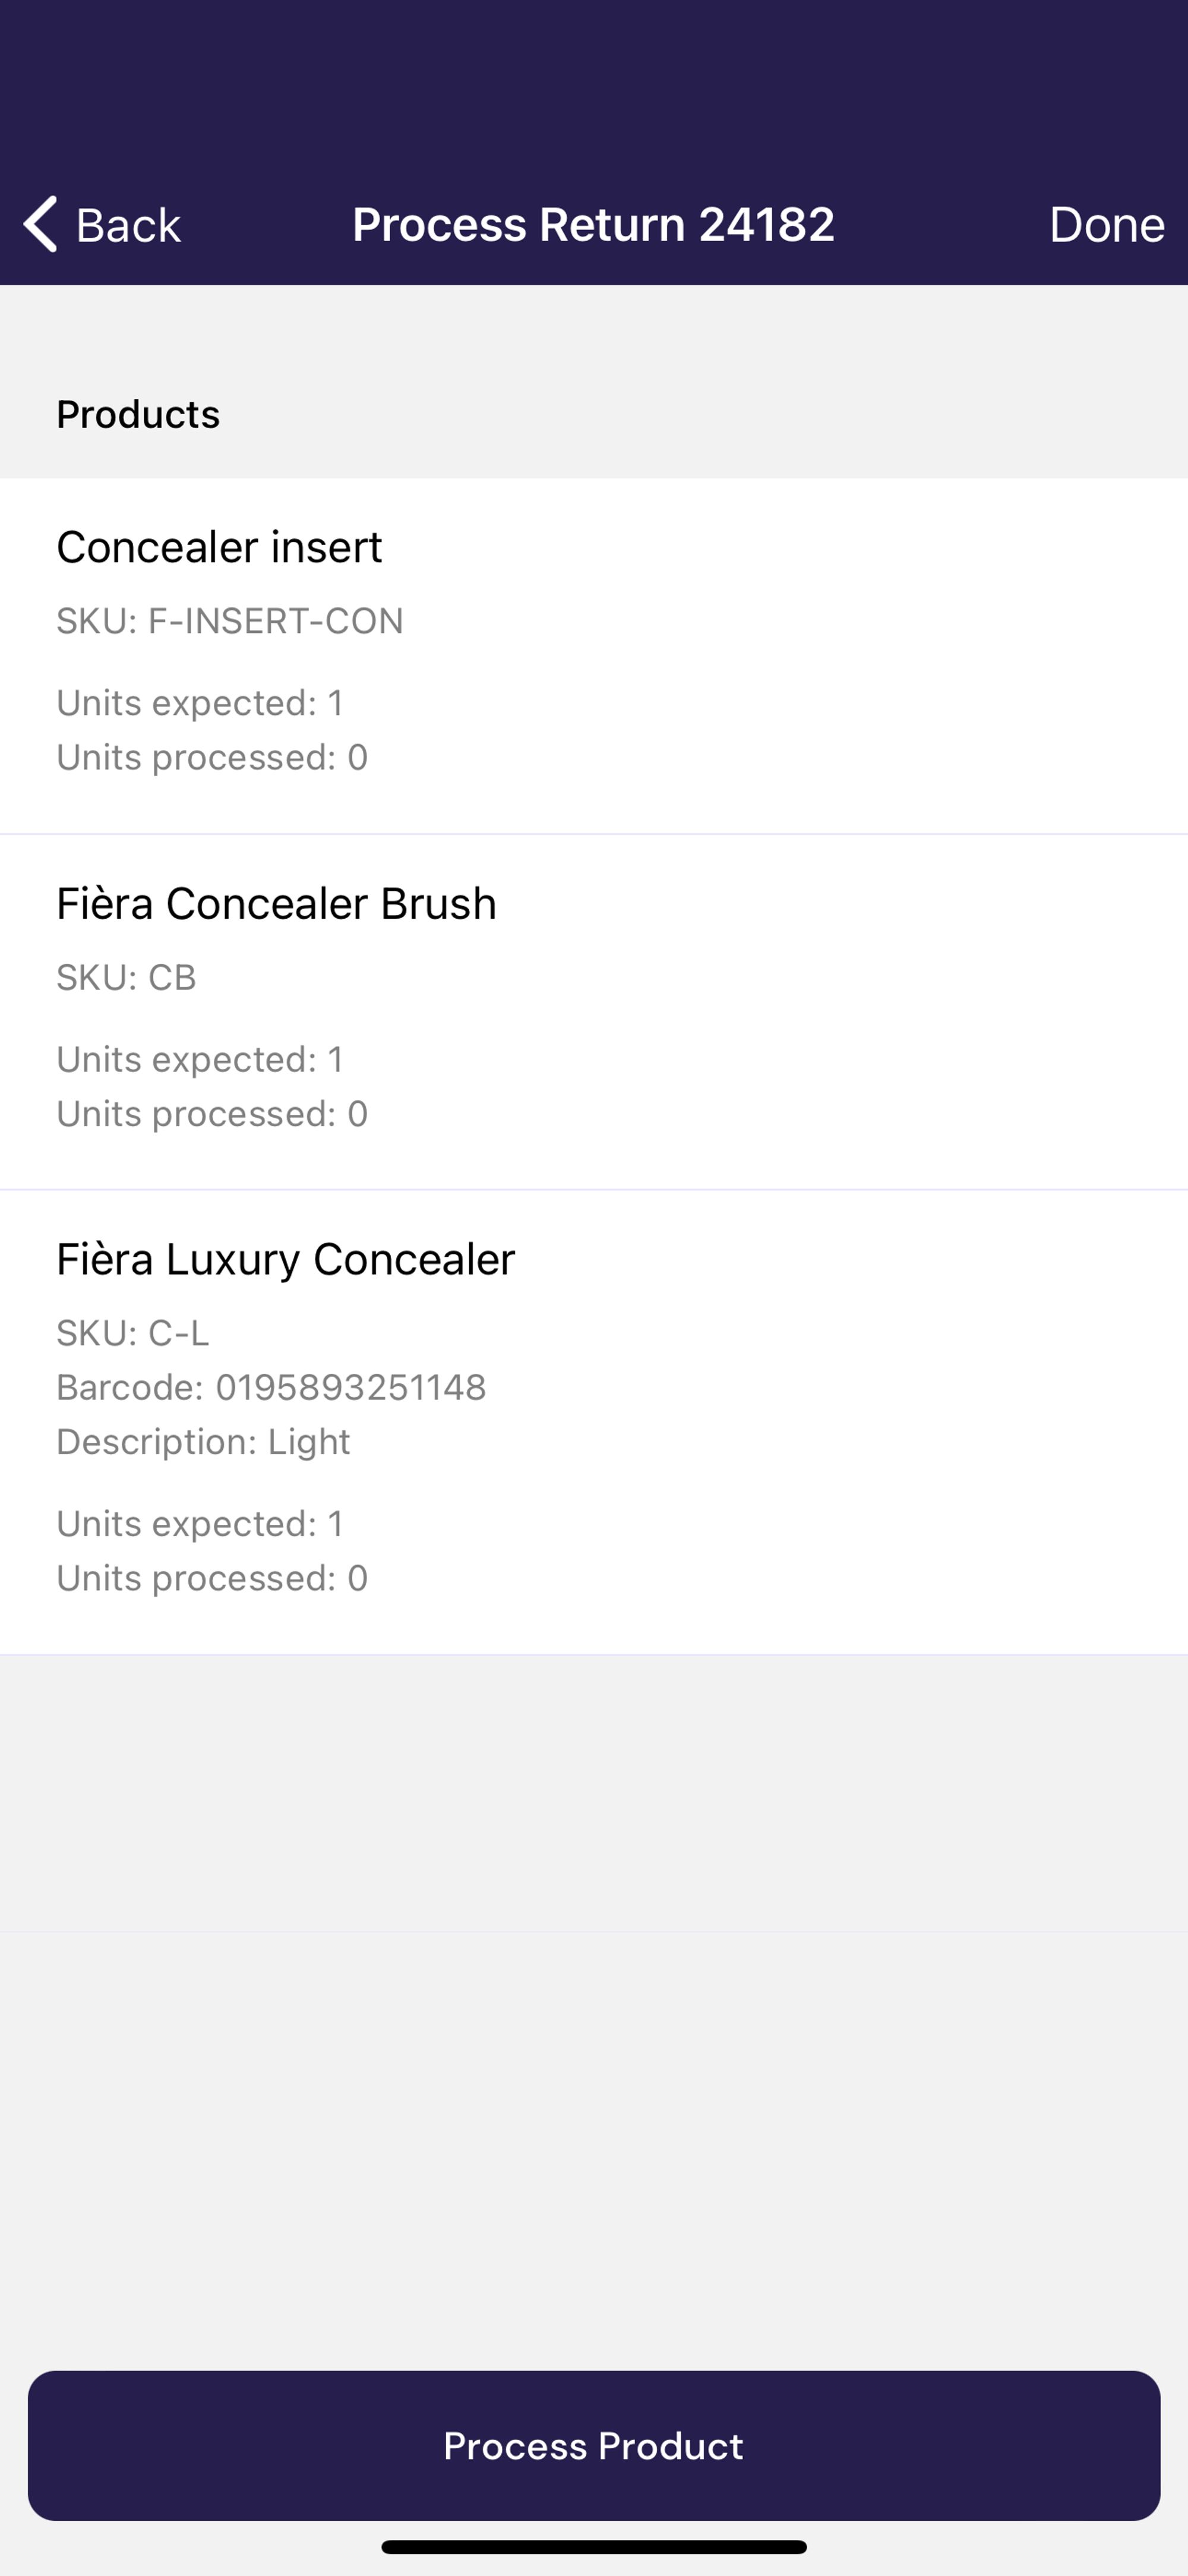 Back
Process Return 24182
Done
Products
Concealer insert
SKU: F-INSERT-CON
Units expected: 1
Units processed: 0
Fièra Concealer Brush
SKU: CB
Units expected: 1
Units processed: 0
Fièra Luxury Concealer
SKU: C-L
Barcode: 0195893251148
Description: Light
Units expected: 1
Units processed: 0
Process Product